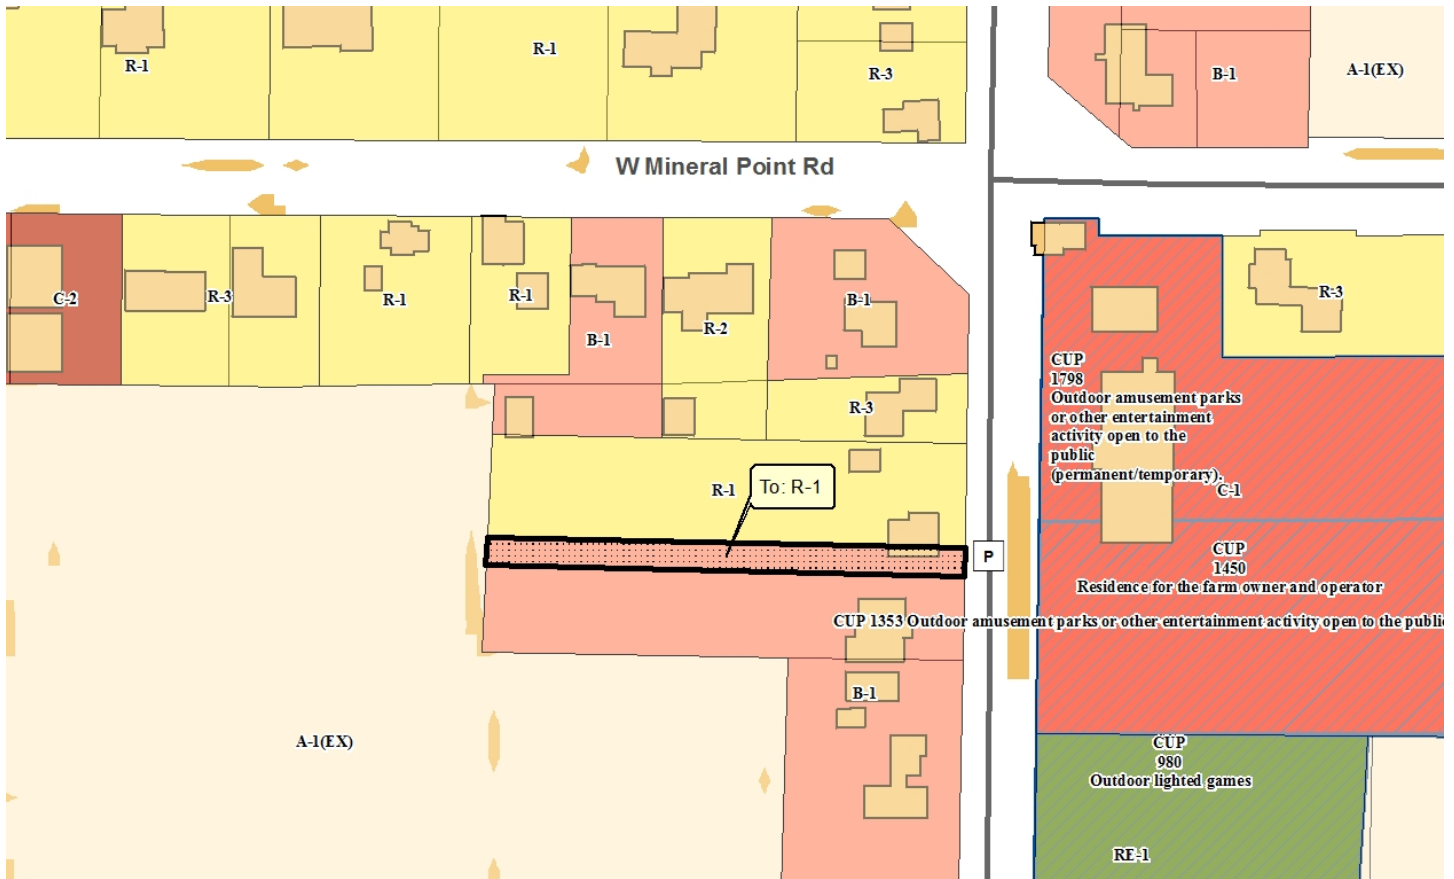 R-1
R-1
R-3
B-1
A-1(EX)
W Mineral Point Rd
C-2
R-3
R-1
R-1
B-1
R-2
B-1
R-3
R-3
R-1
To: R-1
P
CUP
1798
Outdoor amusement parks
or other entertainment
activity open to the
public
(permanent/temporary).
C-1
CUP
1450
Residence for the farm owner and operator
CUP 1353 Outdoor amusement parks or other entertainment activity open to the public
B-1
A-1(EX)
CUP
980
Outdoor lighted games
RE-1